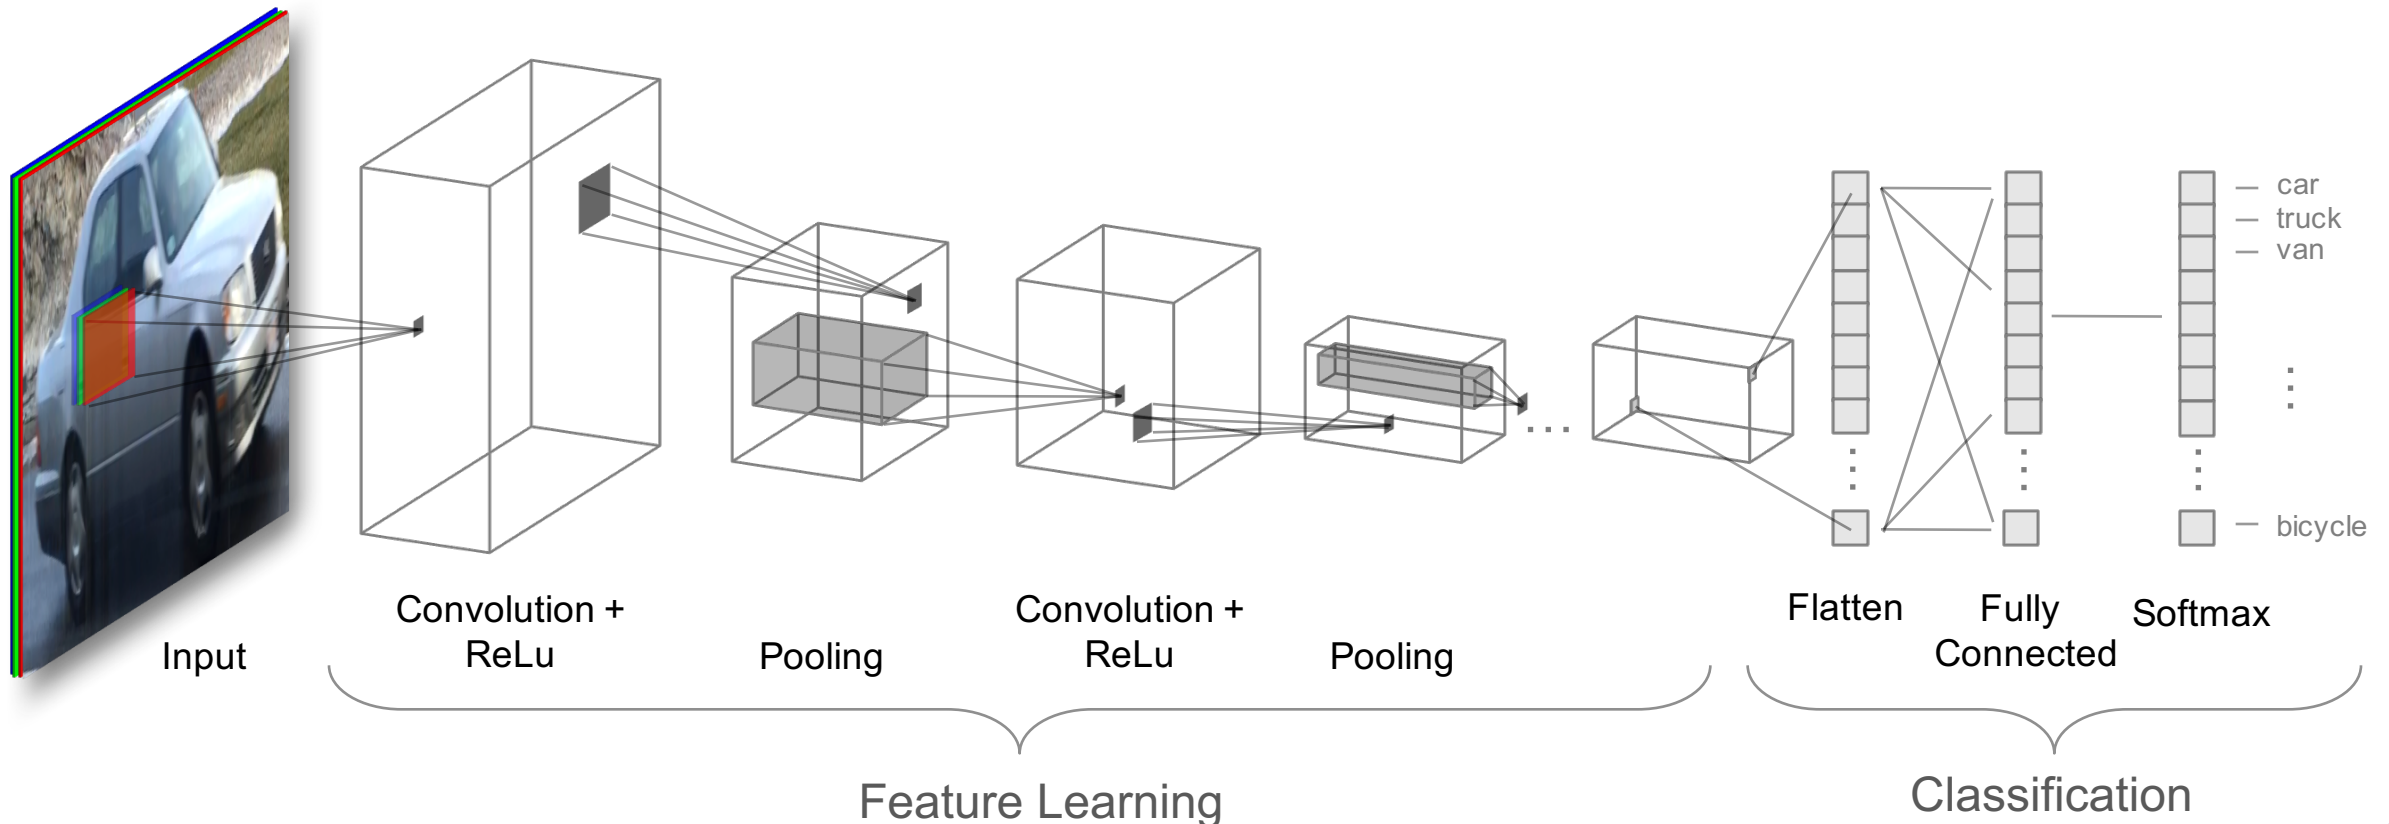 car
truck
van
bicycle
Input
Convolution +
ReLu
Pooling
Convolution +
ReLu
Pooling
Flatten
Fully
Connected
Softmax
Feature Learning
Classification